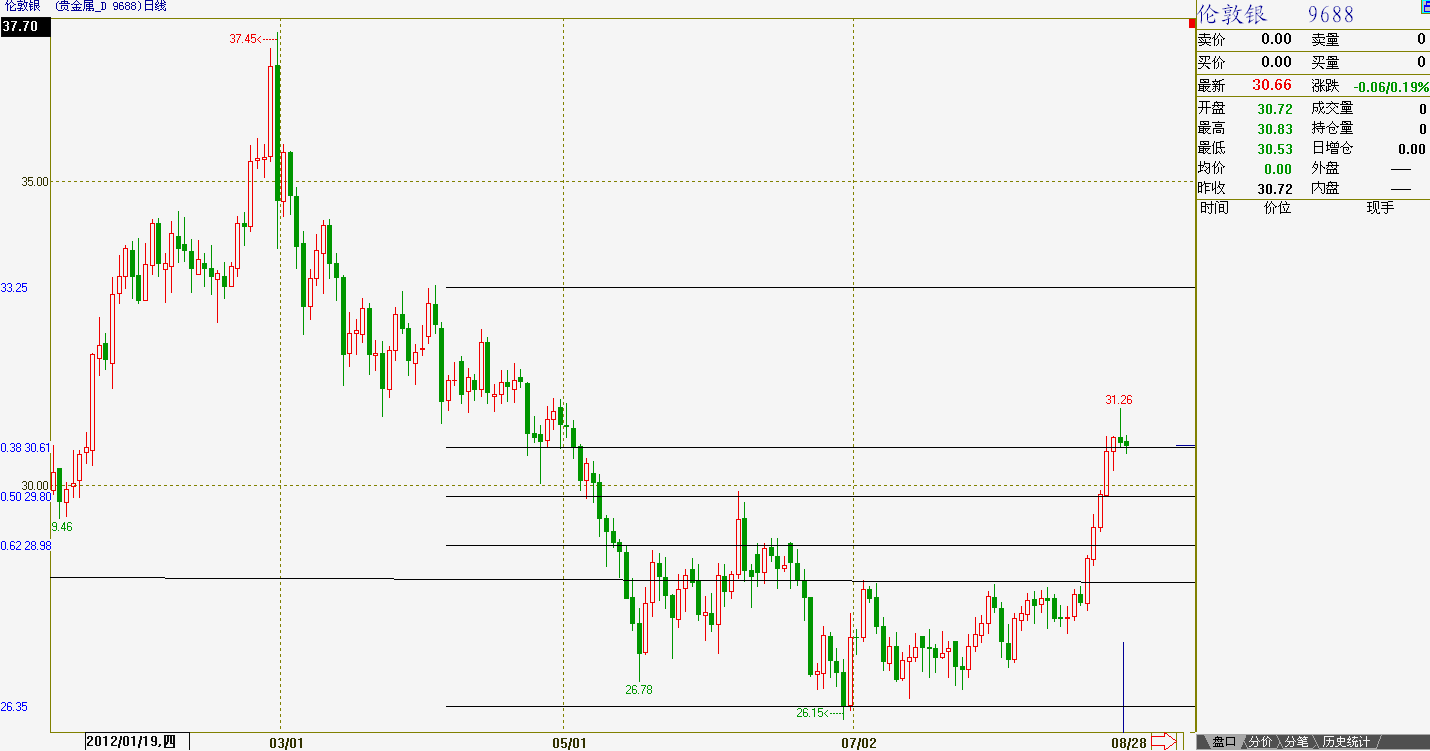 伦敦银 (贵金属_D 9688)日线
37.70
37.45
35.00
33.25
31.26
0.38 30.61
30.00
0.50 29.80
9.46
0.62 28.98
26.78
26.35
26.15
2012/01/19,四 03/01 05/01 07/02 08/28
伦敦银 9688
卖价 0.00 卖量 0
买价 0.00 买量 0
最新 30.66 涨跌 -0.06/0.19%
开盘 30.72 成交量 0
最高 30.83 持仓量 0
最低 30.53 日增仓 0.00
均价 0.00 外盘 —
昨收 30.72 内盘 —
时间 价位 现手
盘口 分价 分笔 历史统计